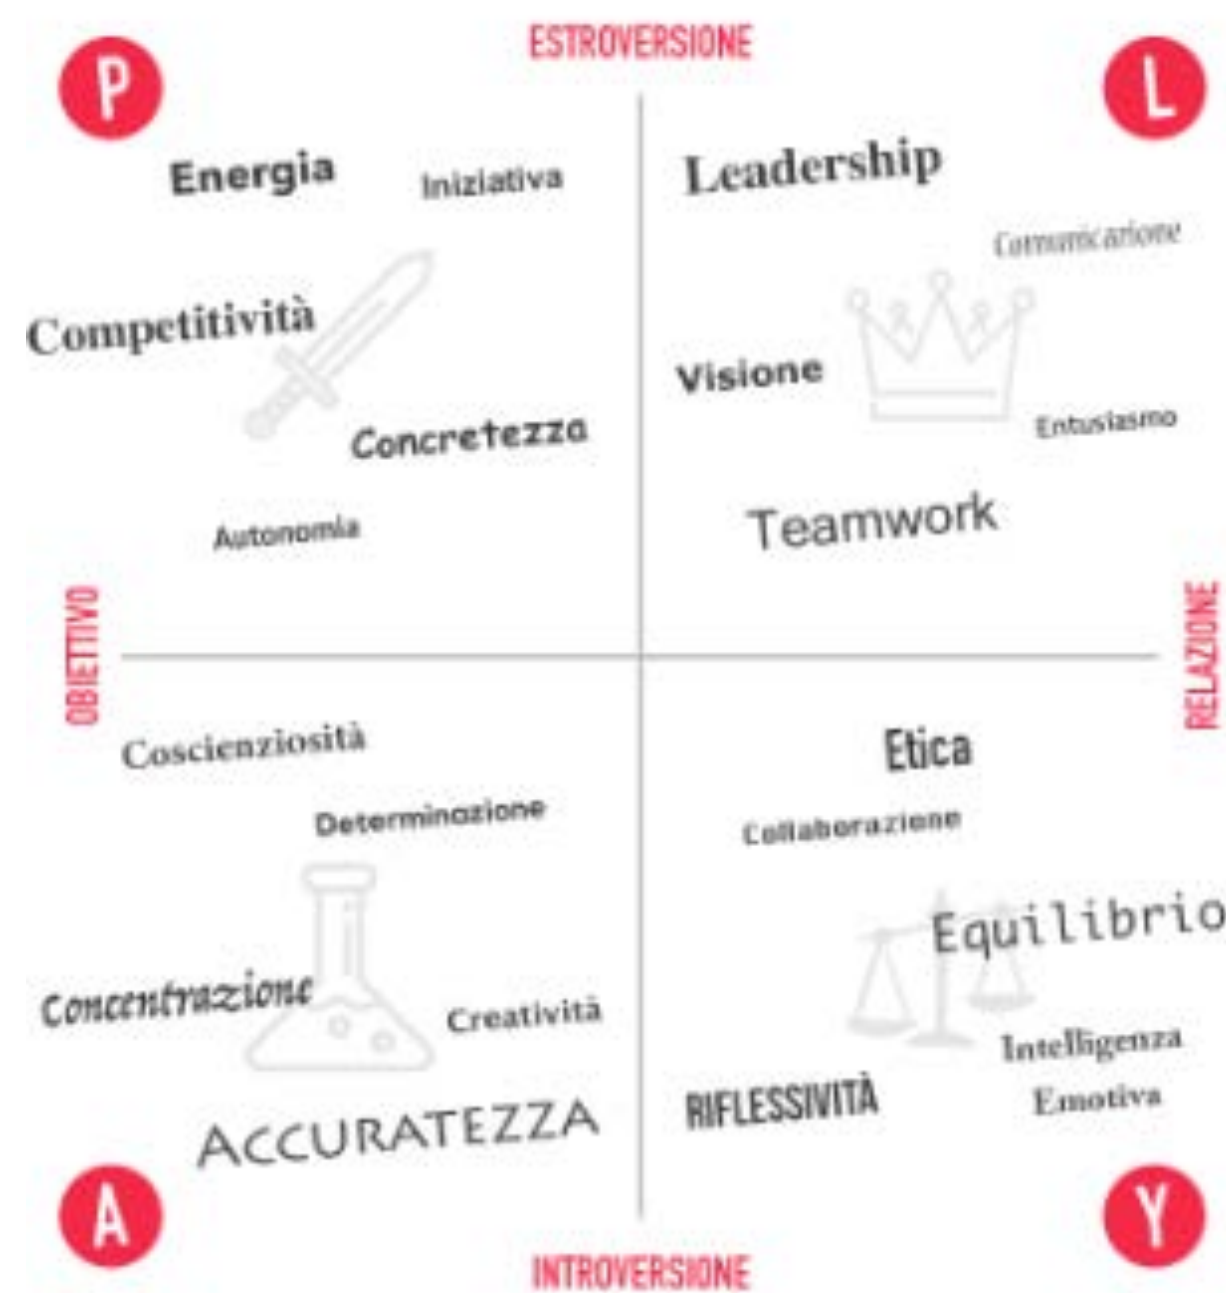 ESTROVERSIONE
P
L
Energia
Iniziativa
Leadership
Comunicazione
Competitività
Visione
Concretezza
Entusiasmo
Autonomia
Teamwork
OBIETTIVO
RELAZIONE
Coscienziosità
Determinazione
Etica
Collaborazione
Equilibrio
Concentrazione
Creatività
Intelligenza
Emotiva
RIFLESSIVITÀ
ACCURATEZZA
A
Y
INTROVERSIONE